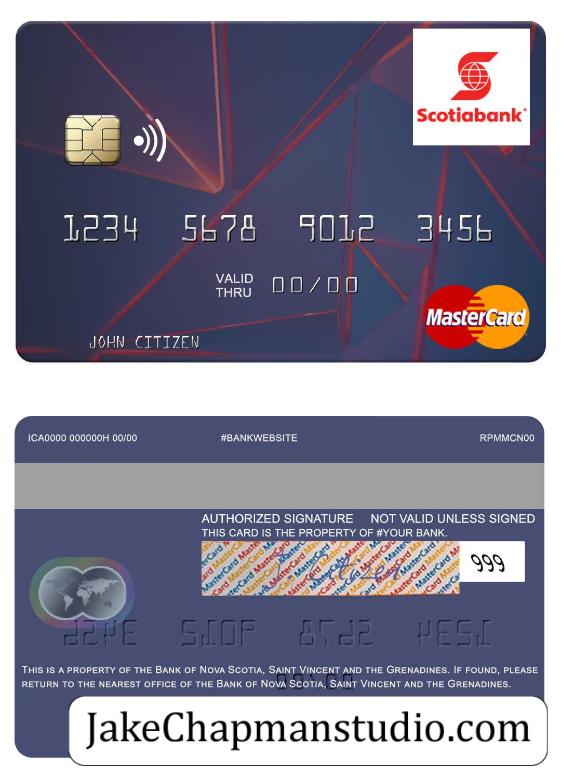 Scotiabank
1234 5678 9012 3456
VALID THRU 00/00
MasterCard
JOHN CITIZEN
ICA0000 000000H 00/00 #BANKWEBSITE RPMMCN00
AUTHORIZED SIGNATURE NOT VALID UNLESS SIGNED
THIS CARD IS THE PROPERTY OF #YOUR BANK.
MasterCard MasterCard MasterCard
999
THIS IS A PROPERTY OF THE BANK OF NOVA SCOTIA, SAINT VINCENT AND THE GRENADINES. IF FOUND, PLEASE
RETURN TO THE NEAREST OFFICE OF THE BANK OF NOVA SCOTIA, SAINT VINCENT AND THE GRENADINES.
JakeChapmanstudio.com